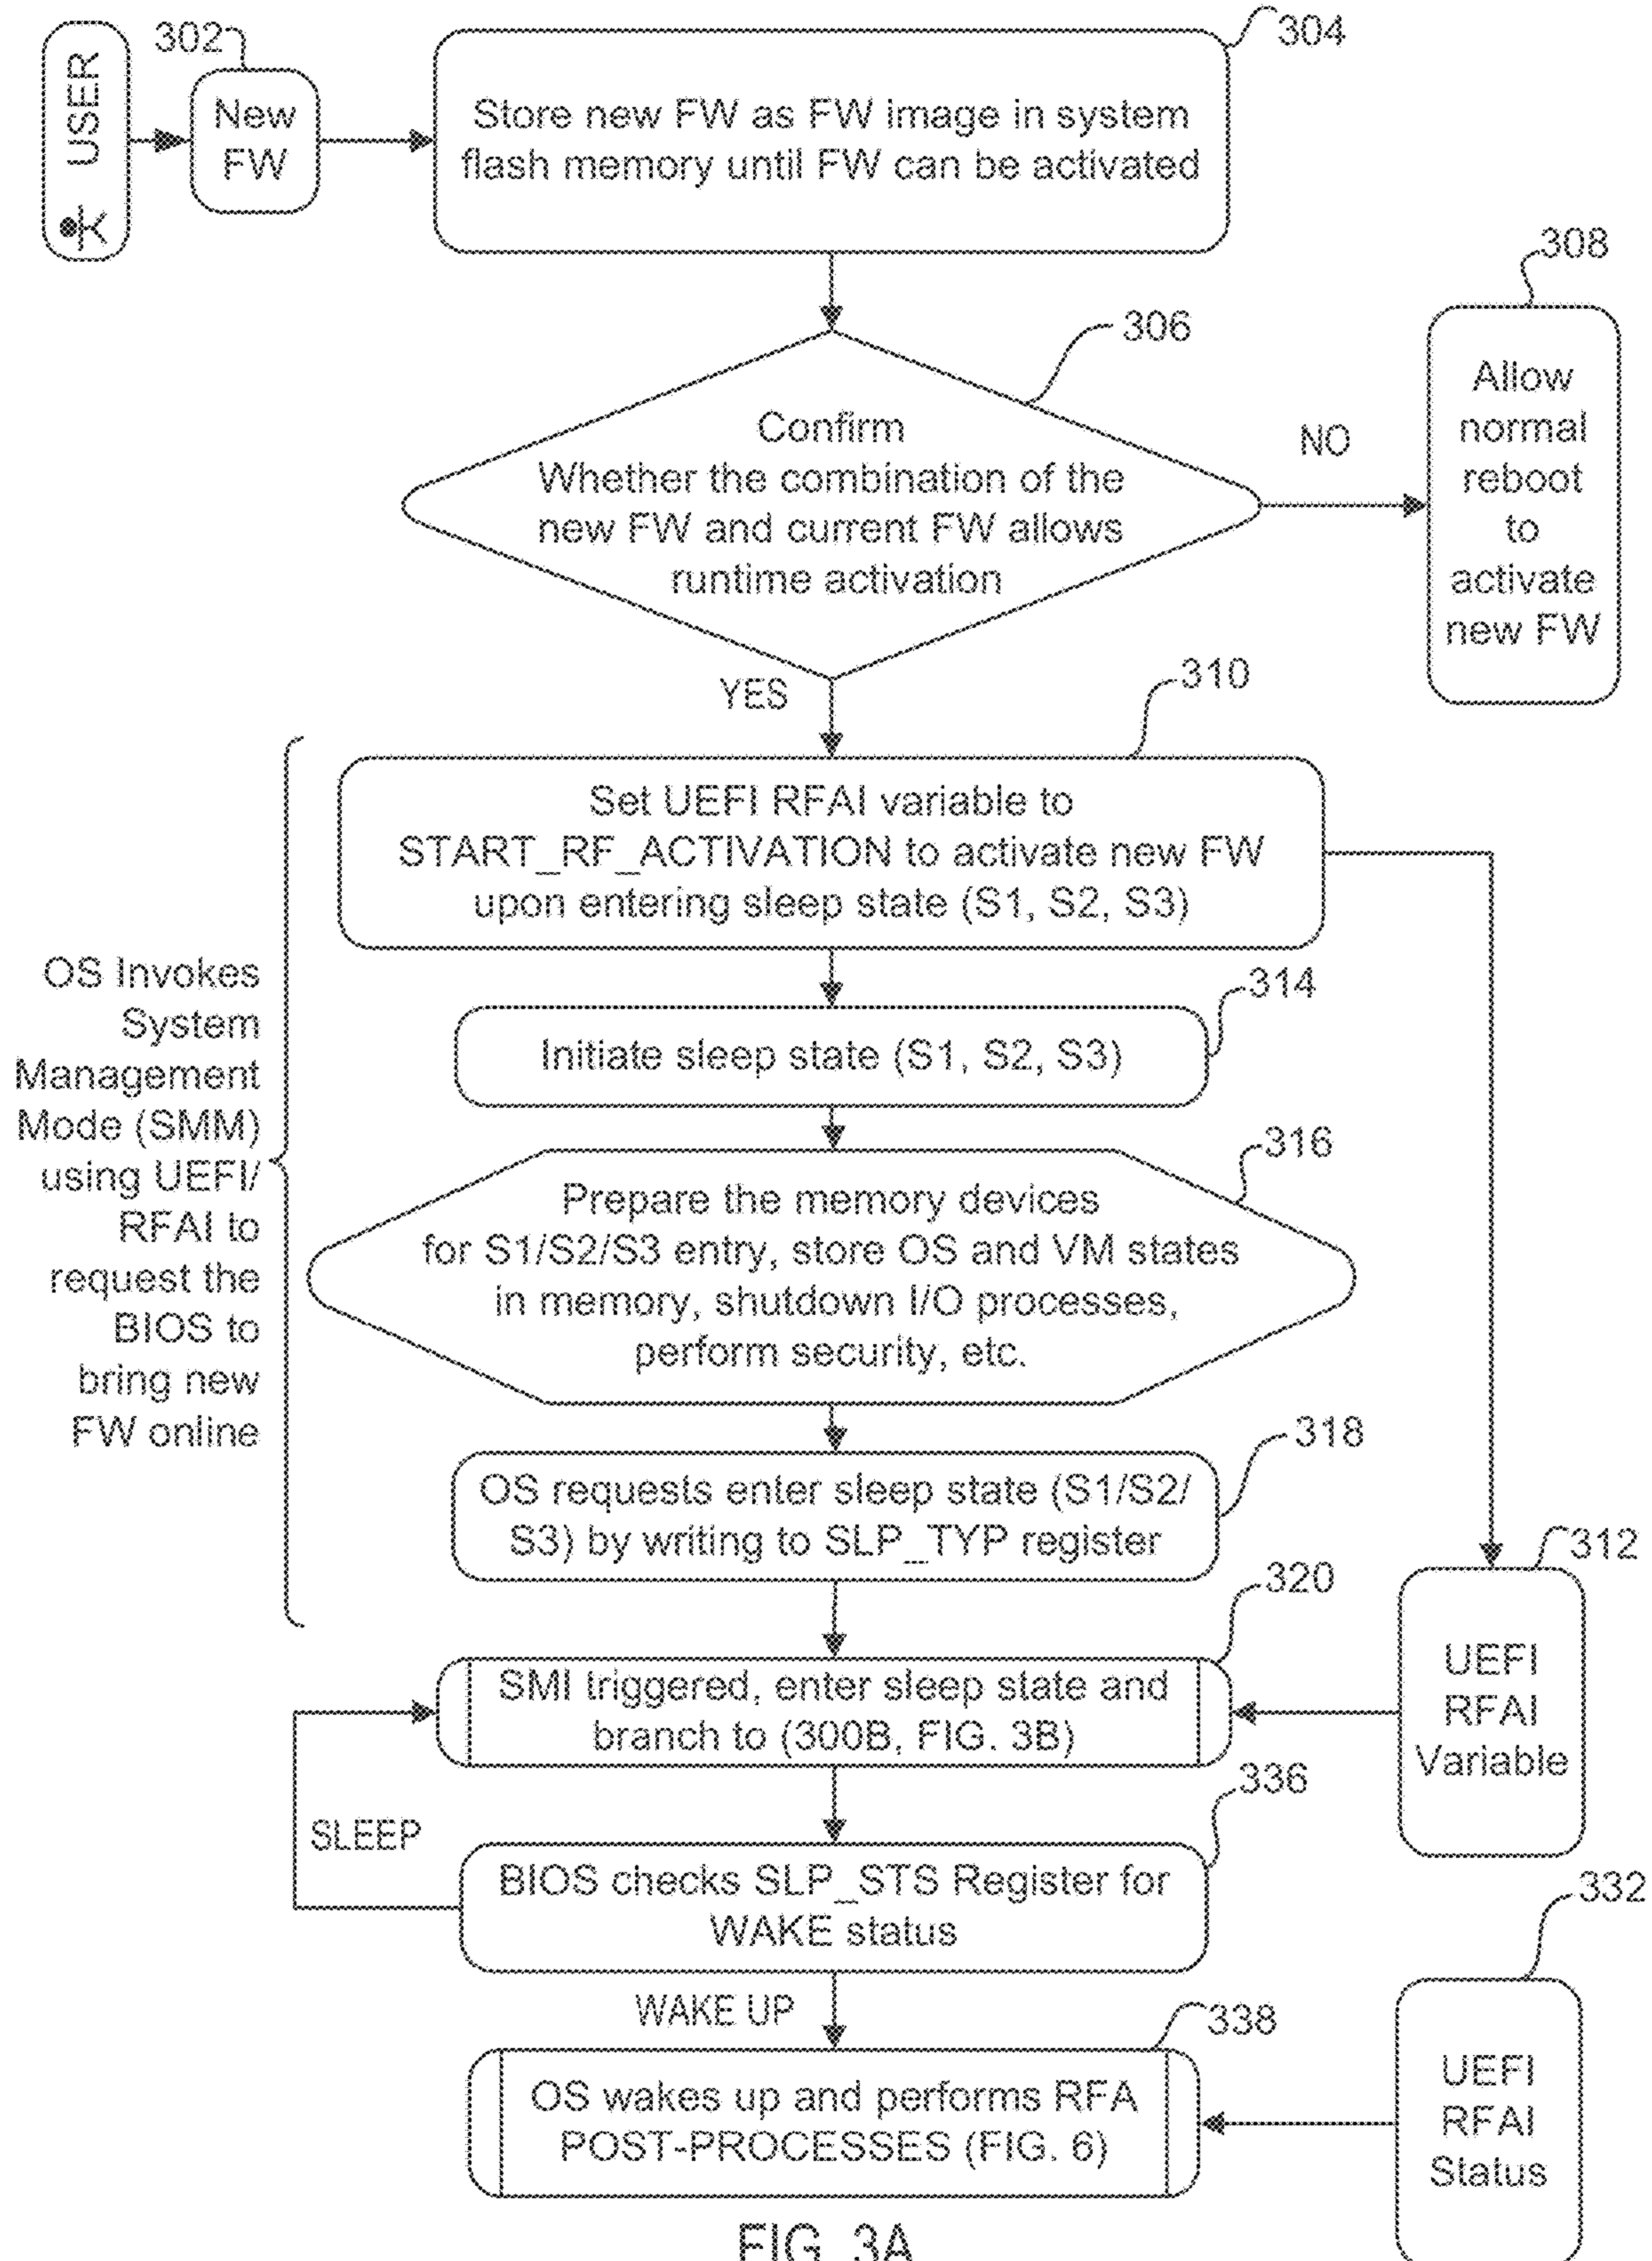 USER
302
New
FW
304
Store new FW as FW image in system
flash memory until FW can be activated
306
Confirm
Whether the combination of the
new FW and current FW allows
runtime activation
NO
308
Allow
normal
reboot
to
activate
new FW
YES
310
Set UEFI RFAI variable to
START_RF_ACTIVATION to activate new FW
upon entering sleep state (S1, S2, S3)
314
Initiate sleep state (S1, S2, S3)
OS Invokes
System
Management
Mode (SMM)
using UEFI/
RFAI to
request the
BIOS to
bring new
FW online
316
Prepare the memory devices
for S1/S2/S3 entry, store OS and VM states
in memory, shutdown I/O processes,
perform security, etc.
318
OS requests enter sleep state (S1/S2/
S3) by writing to SLP_TYP register
312
UEFI
RFAI
Variable
320
SMI triggered, enter sleep state and
branch to (300B, FIG. 3B)
SLEEP
336
BIOS checks SLP_STS Register for
WAKE status
WAKE UP
332
UEFI
RFAI
Status
338
OS wakes up and performs RFA
POST-PROCESSES (FIG. 6)
FIG. 3A